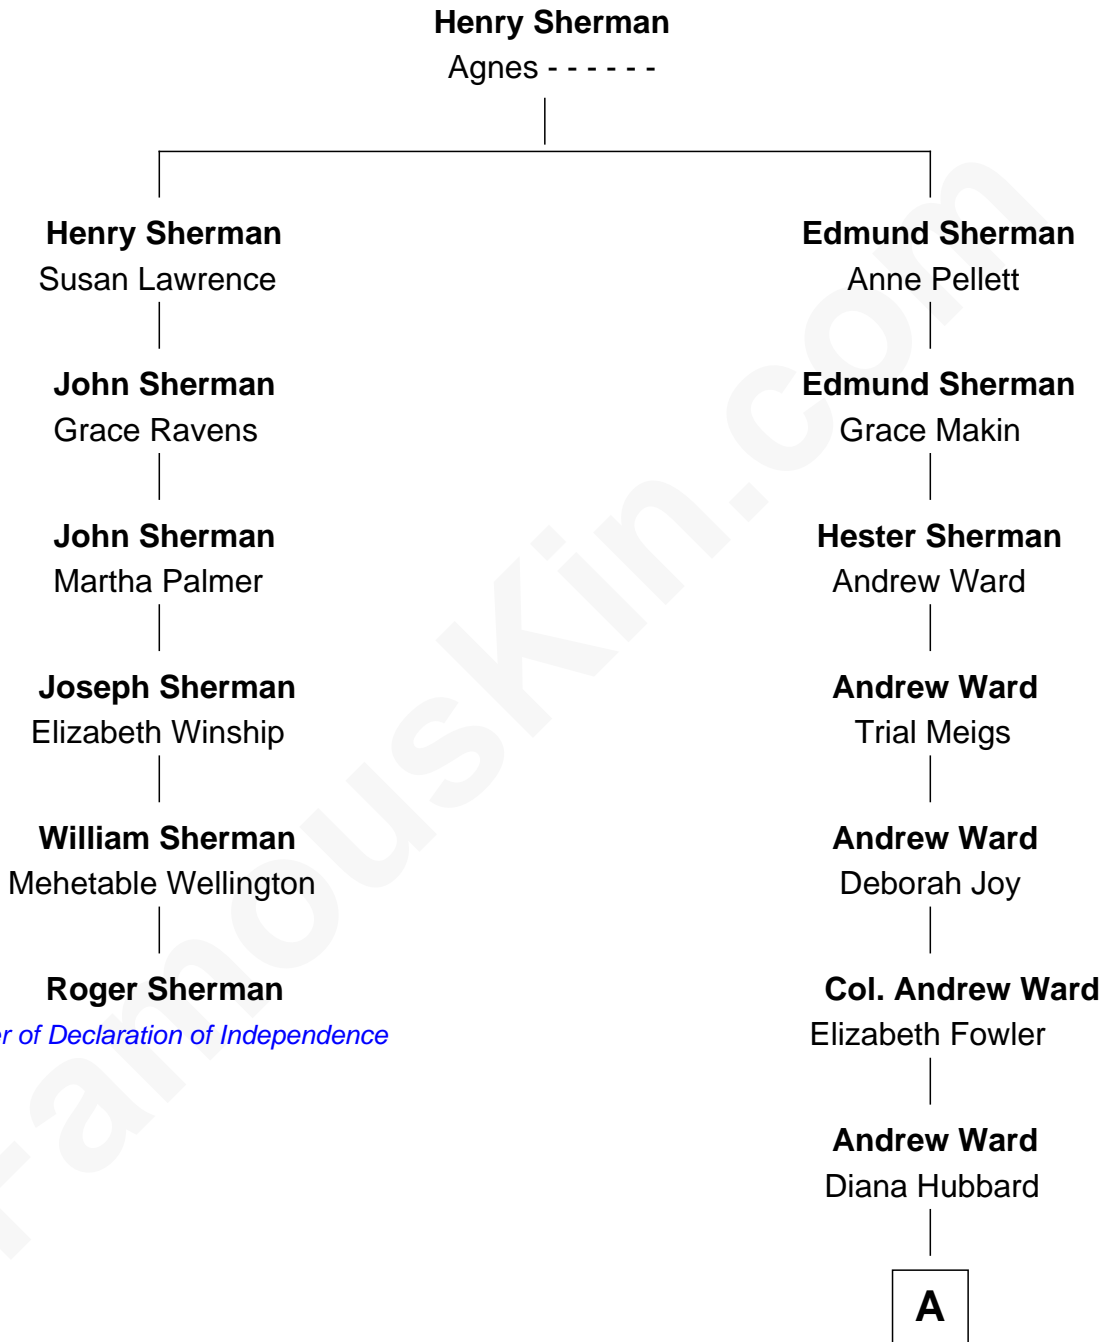 Henry Sherman
Agnes - - - - - -
Henry Sherman
Susan Lawrence
John Sherman
Grace Ravens
John Sherman
Martha Palmer
Joseph Sherman
Elizabeth Winship
William Sherman
Mehetable Wellington
Roger Sherman
er of Declaration of Independence
Edmund Sherman
Anne Pellett
Edmund Sherman
Grace Makin
Hester Sherman
Andrew Ward
Andrew Ward
Trial Meigs
Andrew Ward
Deborah Joy
Col. Andrew Ward
Elizabeth Fowler
Andrew Ward
Diana Hubbard
A
FamousKin.com